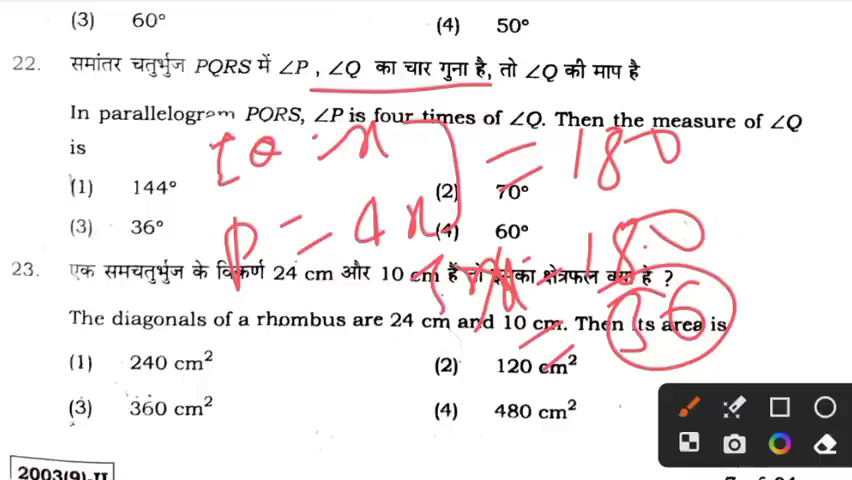 (3) 60° (4) 50°
22. समांतर चतुर्भुज PQRS में ∠P , ∠Q का चार गुना है, तो ∠Q की माप है
In parallelogram PQRS, ∠P is four times of ∠Q. Then the measure of ∠Q
is
(1) 144° (2) 70°
(3) 36° (4) 60°
θ x = 180
P = 4x
23. एक समचतुर्भुज के विकर्ण 24 cm और 10 cm हैं तो इसका क्षेत्रफल क्या है ?
= 180
The diagonals of a rhombus are 24 cm and 10 cm. Then its area is
= 36
(1) 240 cm² (2) 120 cm²
(3) 360 cm² (4) 480 cm²
2003(9)-II